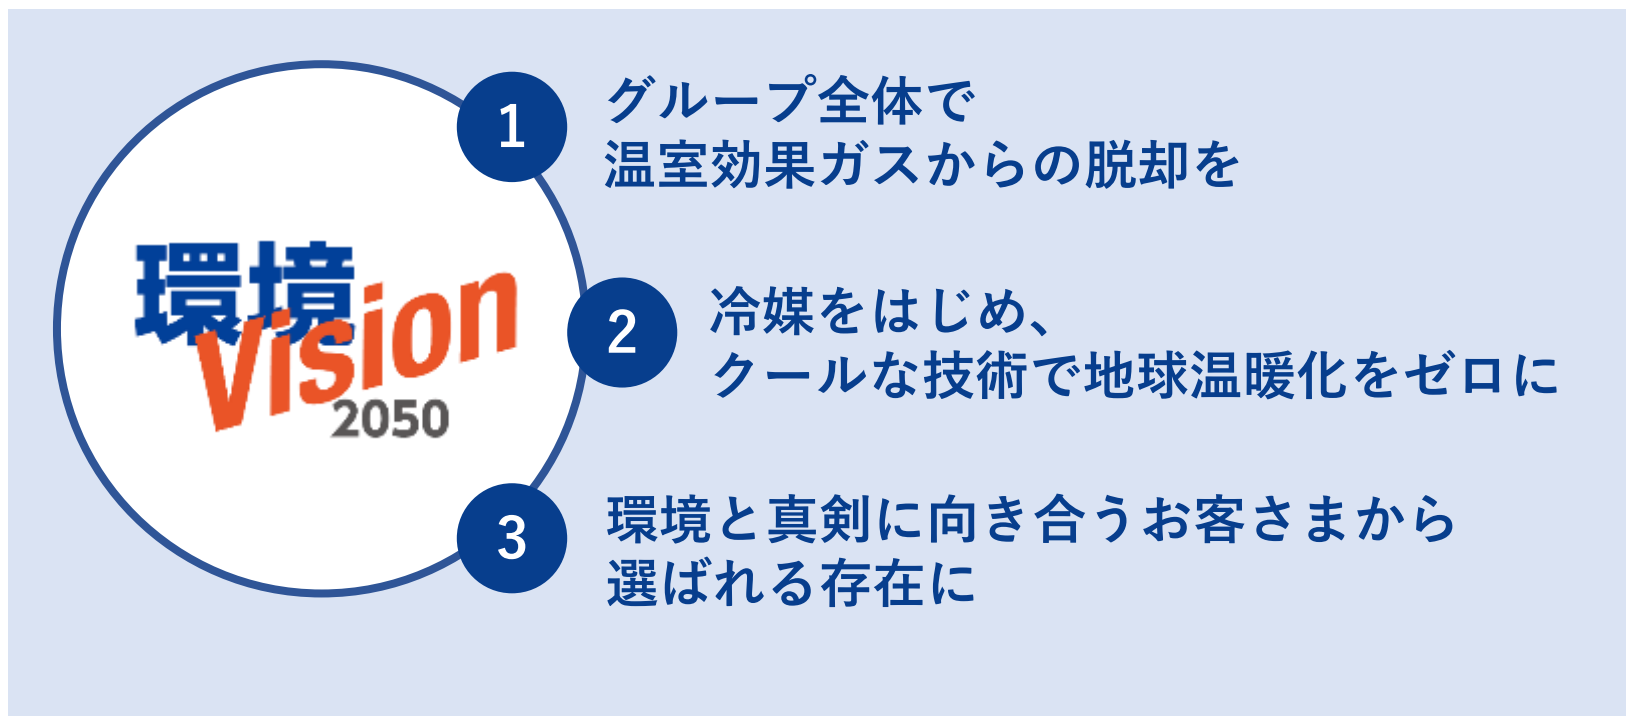 環境
Vision
2050
1
グループ全体で
温室効果ガスからの脱却を
2
冷媒をはじめ、
クールな技術で地球温暖化をゼロに
3
環境と真剣に向き合うお客さまから
選ばれる存在に